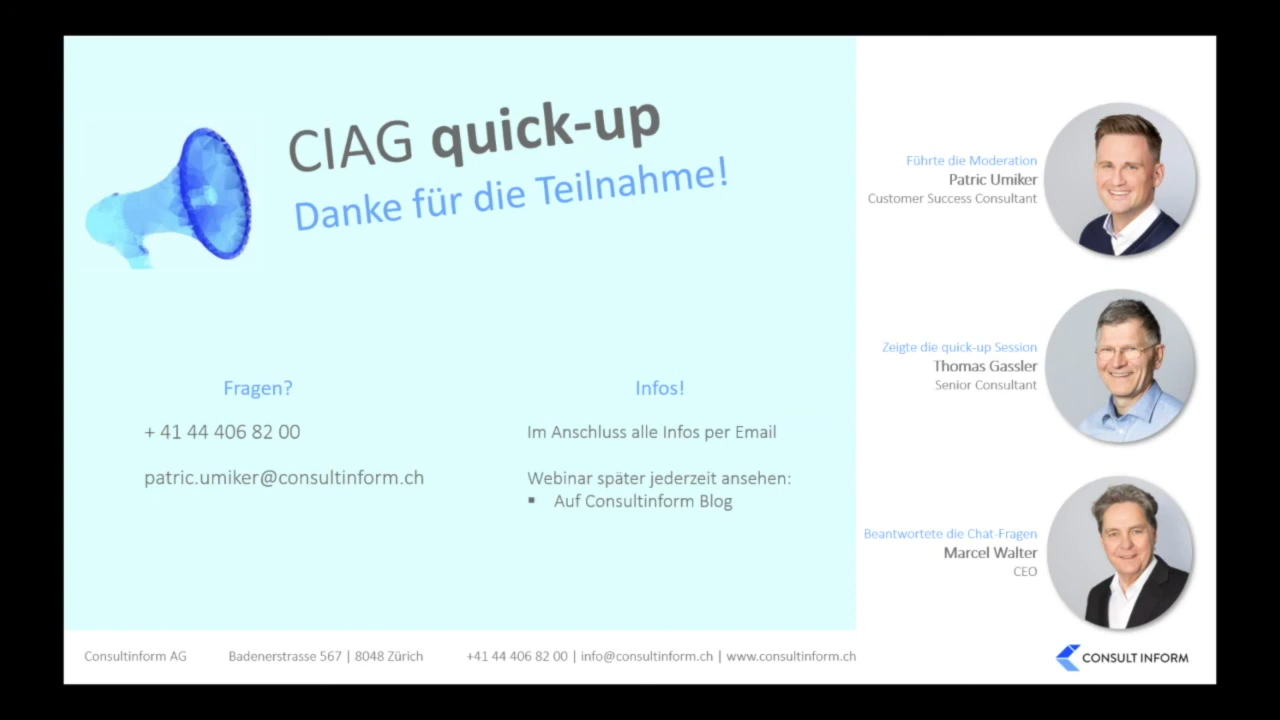 CIAG quick-up
Danke für die Teilnahme!
Fragen?
+ 41 44 406 82 00
patric.umiker@consultinform.ch
Infos!
Im Anschluss alle Infos per Email
Webinar später jederzeit ansehen:
▪ Auf Consultinform Blog
Führte die Moderation
Patric Umiker
Customer Success Consultant
Zeigte die quick-up Session
Thomas Gassler
Senior Consultant
Beantwortete die Chat-Fragen
Marcel Walter
CEO
Consultinform AG Badenerstrasse 567 | 8048 Zürich +41 44 406 82 00 | info@consultinform.ch | www.consultinform.ch
CONSULT INFORM